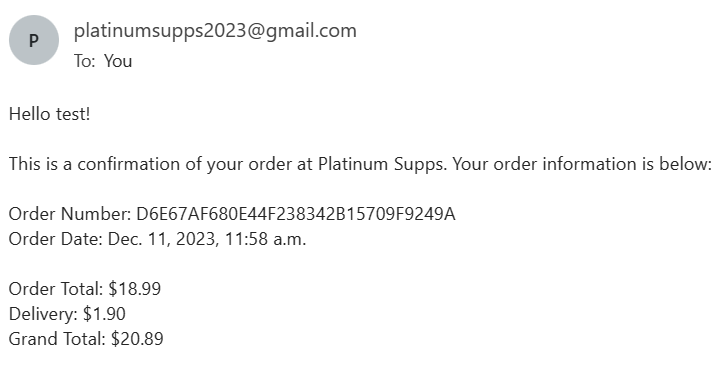 P
platinumsupps2023@gmail.com
To: You
Hello test!
This is a confirmation of your order at Platinum Supps. Your order information is below:
Order Number: D6E67AF680E44F238342B15709F9249A
Order Date: Dec. 11, 2023, 11:58 a.m.
Order Total: $18.99
Delivery: $1.90
Grand Total: $20.89